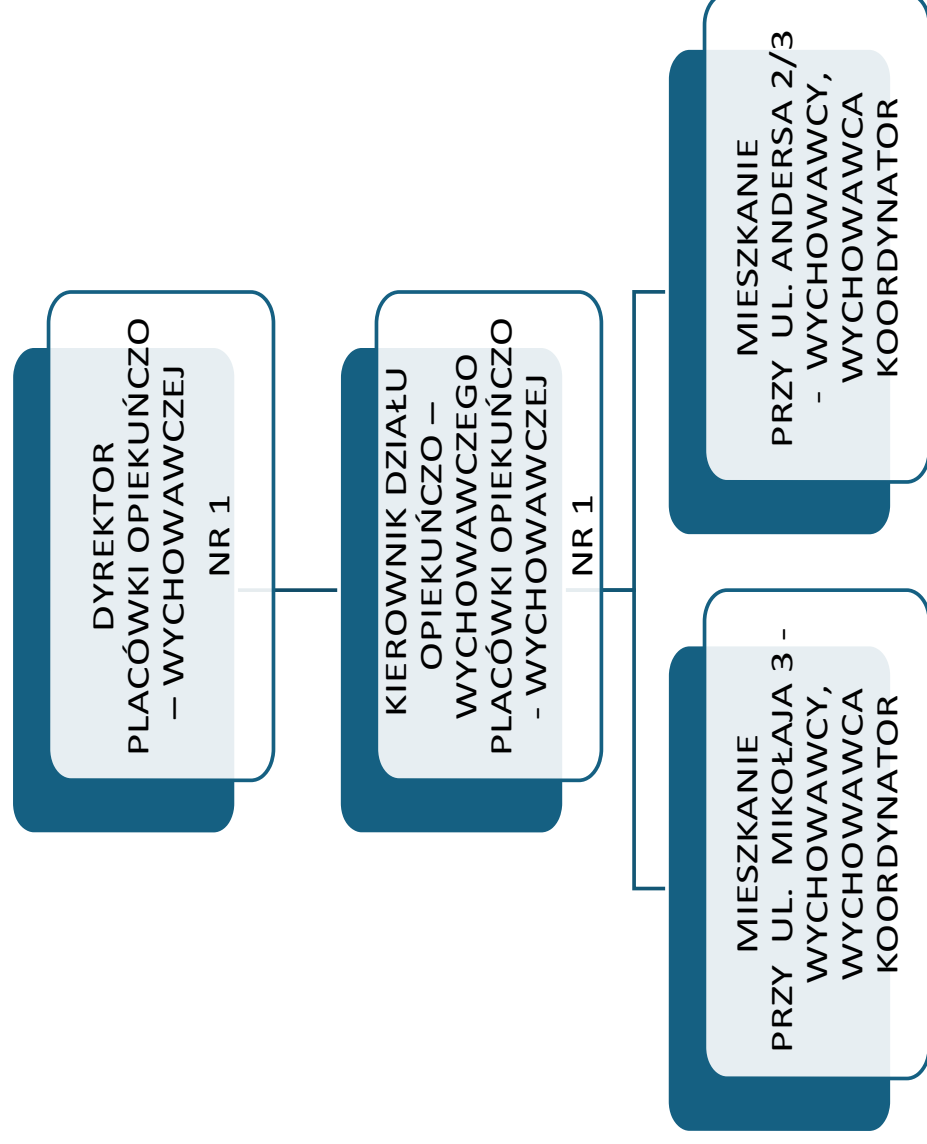 DYREKTOR
PLACÓWKI OPIEKUŃCZO
– WYCHOWAWCZEJ
NR 1
KIEROWNIK DZIAŁU
OPIEKUŃCZO –
WYCHOWAWCZEGO
PLACÓWKI OPIEKUŃCZO
- WYCHOWAWCZEJ
NR 1
MIESZKANIE
PRZY UL. MIKOŁAJA 3 -
WYCHOWAWCY,
WYCHOWAWCA
KOORDYNATOR
MIESZKANIE
PRZY UL. ANDERSA 2/3
- WYCHOWAWCY,
WYCHOWAWCA
KOORDYNATOR